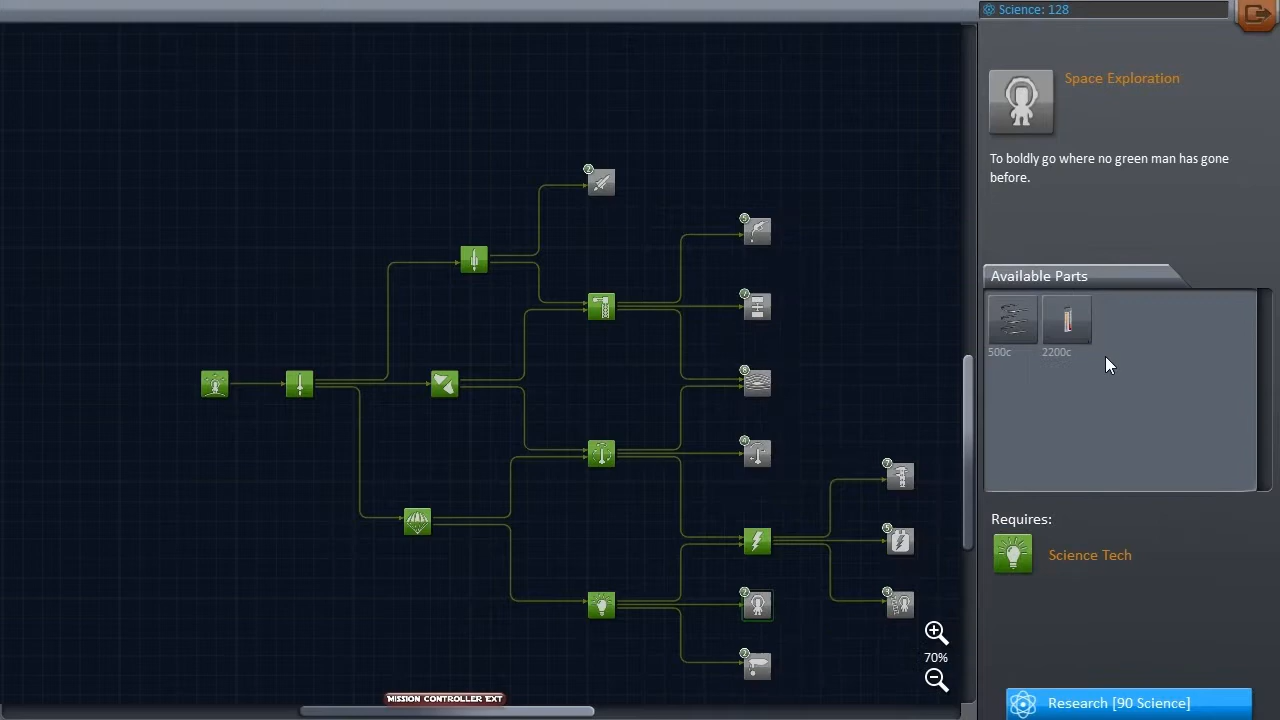 Science: 128
Space Exploration
To boldly go where no green man has gone
before.
Available Parts
500c
2200c
Requires:
Science Tech
70%
MISSION CONTROLLER EXT
Research [90 Science]